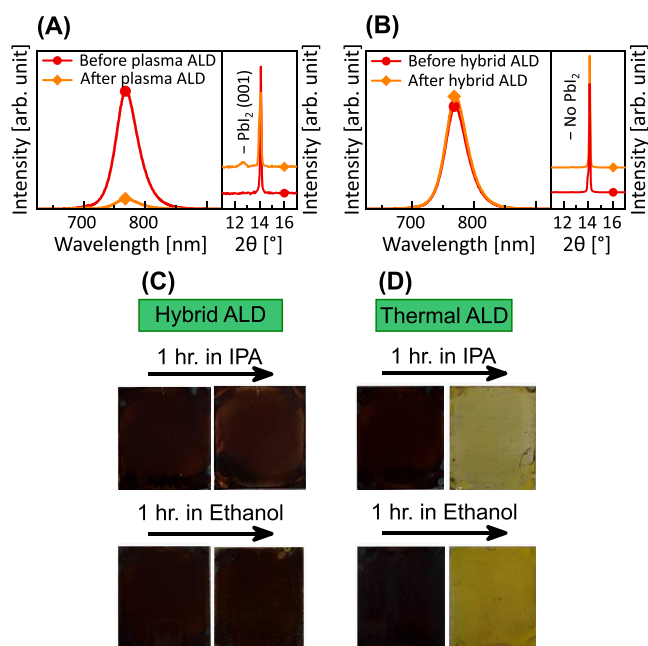 (A)
Intensity [arb. unit]
Before plasma ALD
After plasma ALD
– PbI₂ (001)
Intensity [arb. unit]
700 800
12 14 16
Wavelength [nm]
2θ [°]
(B)
Intensity [arb. unit]
Before hybrid ALD
After hybrid ALD
– No PbI₂
Intensity [arb. unit]
700 800
12 14 16
Wavelength [nm]
2θ [°]
(C)
Hybrid ALD
1 hr. in IPA
1 hr. in Ethanol
(D)
Thermal ALD
1 hr. in IPA
1 hr. in Ethanol